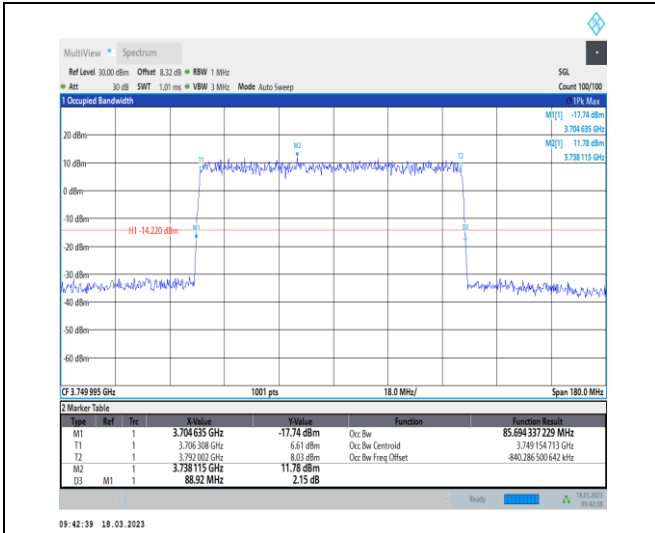 MultiView Spectrum
Ref Level 30.00 dBm Offset 8.32 dB RBW 1 MHz SGL
Att 30 dB SWT 1.01 ms VBW 3 MHz Mode Auto Sweep Count 100/100
1 Occupied Bandwidth 1Pk Max
M1[1] -17.74 dBm
3.704 635 GHz
M2[1] 11.78 dBm
3.738 115 GHz
20 dBm
M2
T1
T2
10 dBm
0 dBm
-10 dBm
H1 -14.220 dBm
M1
D3
-20 dBm
-30 dBm
-40 dBm
-50 dBm
-60 dBm
CF 3.749 995 GHz 1001 pts 18.0 MHz/ Span 180.0 MHz
2 Marker Table
Type Ref Trc X-Value Y-Value Function Function Result
M1 1 3.704 635 GHz -17.74 dBm Occ Bw 85.694 337 229 MHz
T1 1 3.706 308 GHz 6.61 dBm Occ Bw Centroid 3.749 154 713 GHz
T2 1 3.792 002 GHz 8.03 dBm Occ Bw Freq Offset -840.286 500 642 kHz
M2 1 3.738 115 GHz 11.78 dBm
D3 M1 1 88.92 MHz 2.15 dB
Ready 18.03.2023
09:42:38
09:42:39 18.03.2023